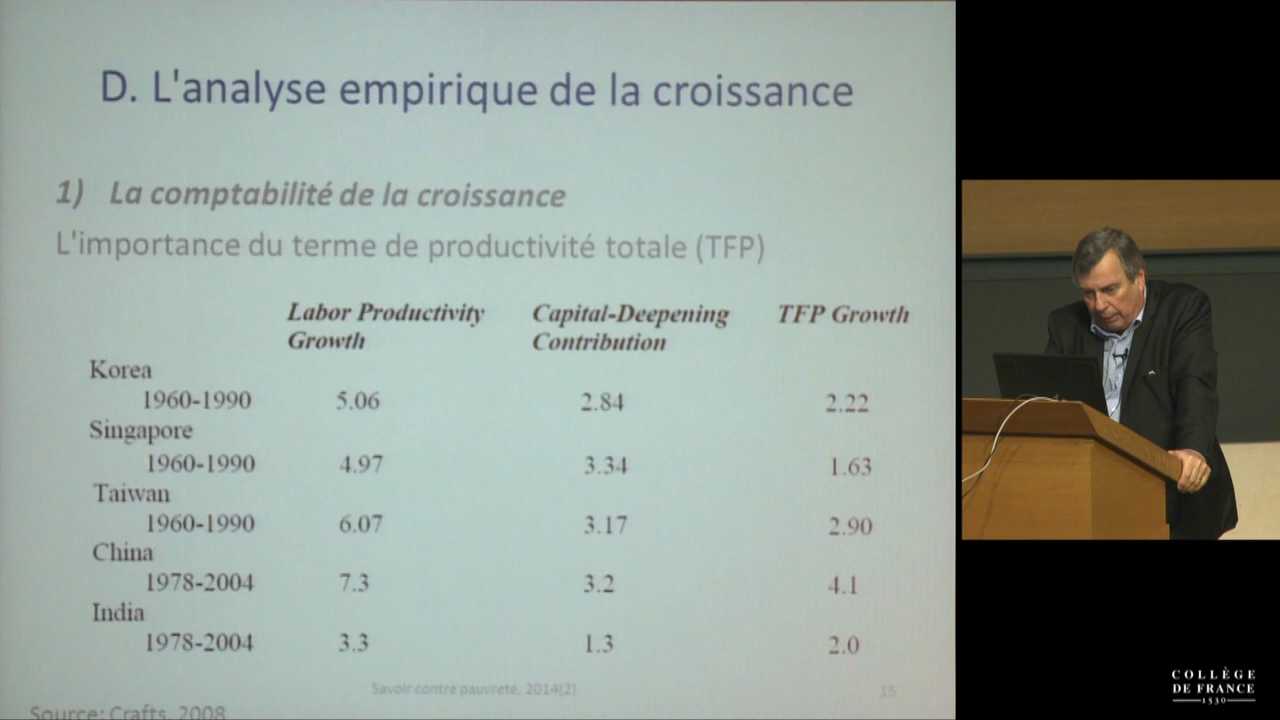 D. L'analyse empirique de la croissance
1) La comptabilité de la croissance
L'importance du terme de productivité totale (TFP)
Labor Productivity Growth Capital-Deepening Contribution TFP Growth
Korea
1960-1990 5.06 2.84 2.22
Singapore
1960-1990 4.97 3.34 1.63
Taiwan
1960-1990 6.07 3.17 2.90
China
1978-2004 7.3 3.2 4.1
India
1978-2004 3.3 1.3 2.0
Savoir contre pauvreté, 2014(2) 15
Source: Crafts, 2008
COLLÈGE
DE FRANCE
1530